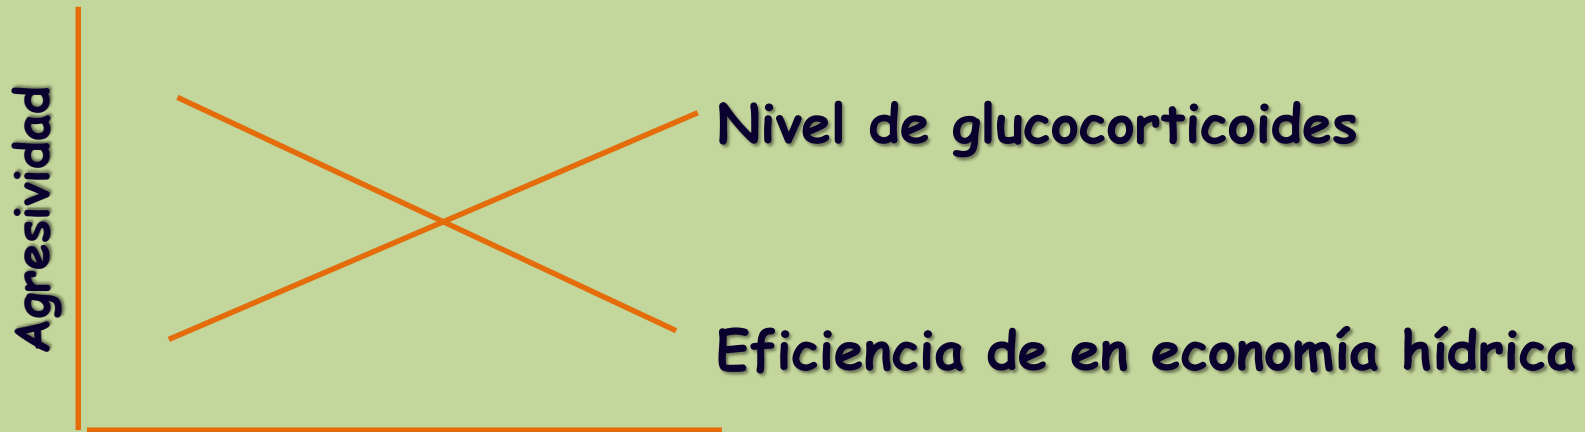 Agresividad
Nivel de glucocorticoides
Eficiencia de en economía hídrica